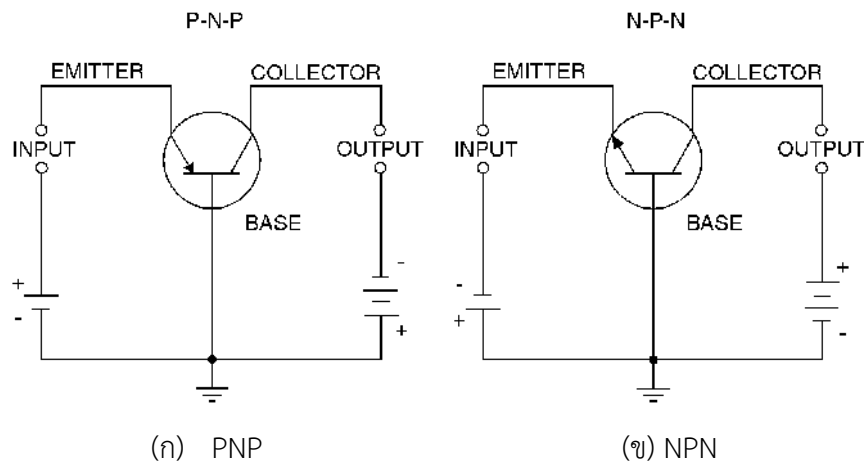 P-N-P
N-P-N
EMITTER COLLECTOR
EMITTER COLLECTOR
INPUT OUTPUT
INPUT OUTPUT
BASE
BASE
+
-
-
+
-
+
+
-
(ก) PNP
(ข) NPN